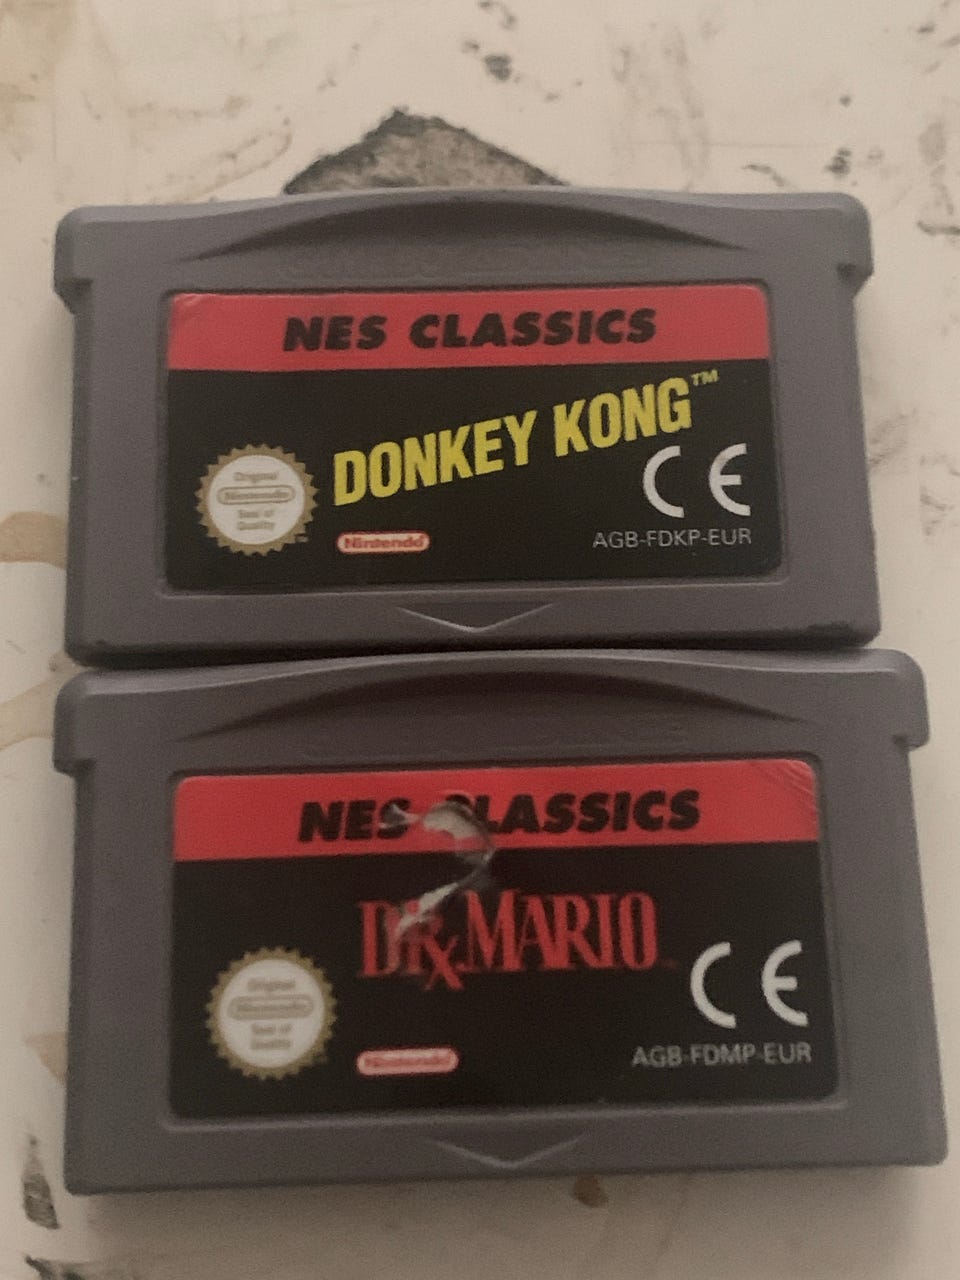 NES CLASSICS
DONKEY KONG™
Original
Nintendo
Seal of
Quality
Nintendo
AGB-FDKP-EUR
CE
NES CLASSICS
DR. MARIO
Original
Nintendo
Seal of
Quality
Nintendo
CE
AGB-FDMP-EUR